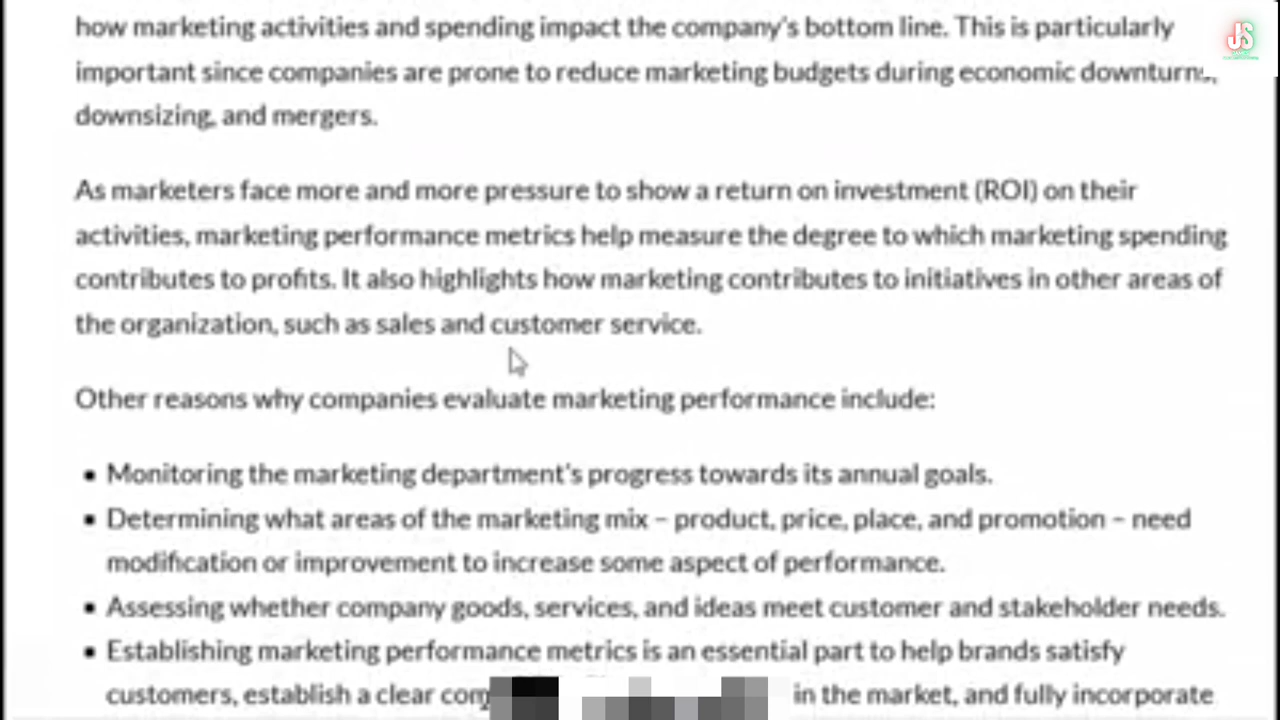 how marketing activities and spending impact the company's bottom line. This is particularly
important since companies are prone to reduce marketing budgets during economic downturns,
downsizing, and mergers.
As marketers face more and more pressure to show a return on investment (ROI) on their
activities, marketing performance metrics help measure the degree to which marketing spending
contributes to profits. It also highlights how marketing contributes to initiatives in other areas of
the organization, such as sales and customer service.
Other reasons why companies evaluate marketing performance include:
▪ Monitoring the marketing department's progress towards its annual goals.
▪ Determining what areas of the marketing mix – product, price, place, and promotion – need
modification or improvement to increase some aspect of performance.
▪ Assessing whether company goods, services, and ideas meet customer and stakeholder needs.
▪ Establishing marketing performance metrics is an essential part to help brands satisfy
customers, establish a clear in the market, and fully incorporate
JS